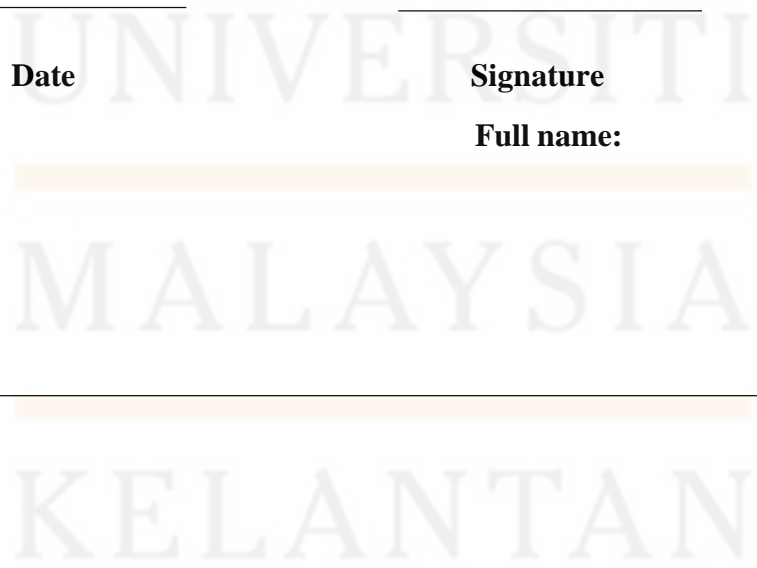 UNIVERSITI
Date Signature
Full name:
MALAYSIA
KELANTAN